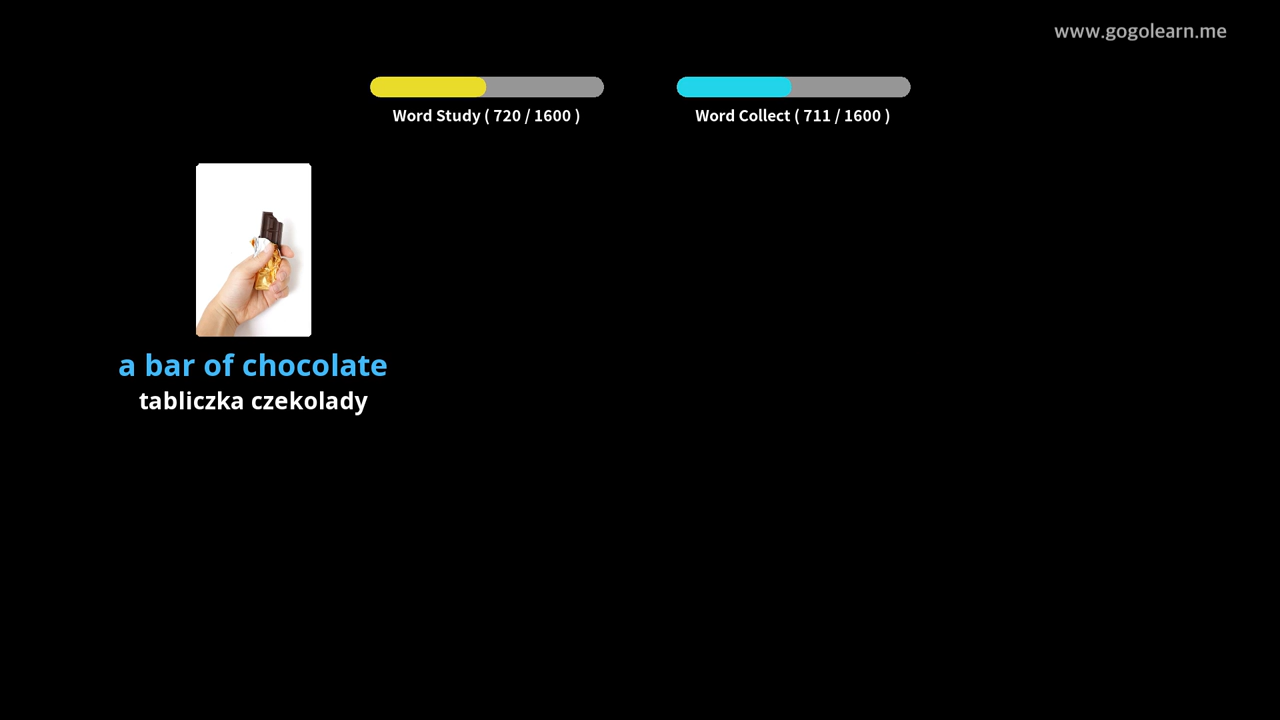 www.gogolearn.me
Word Study ( 720 / 1600 )
Word Collect ( 711 / 1600 )
a bar of chocolate
tabliczka czekolady